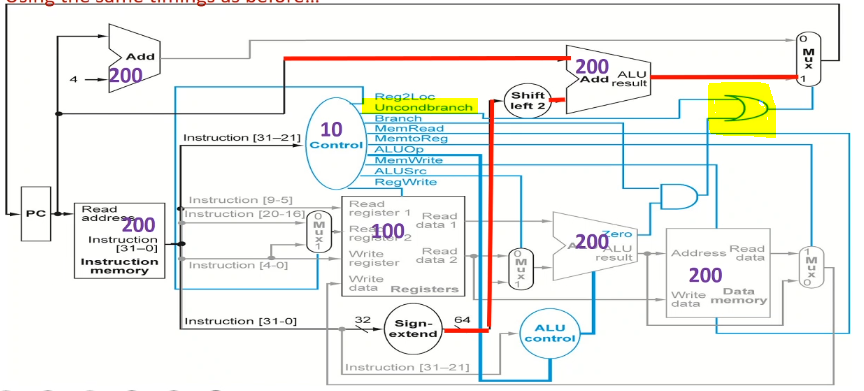 Using the same timings as before...
Add
200
4
200
Add
ALU
result
0
Mux
1
Shift
left 2
Reg2Loc
Uncondbranch
Branch
MemRead
MemtoReg
ALUOp
MemWrite
ALUSrc
RegWrite
10
Control
Instruction [31–21]
PC
Read
address
200
Instruction
[31–0]
Instruction
memory
Instruction [9-5]
Instruction [20-16]
Instruction [4-0]
0
Mux
1
Read
register 1
Read
register 2
Write
register
Write
data
Registers
100
Read
data 1
Read
data 2
0
Mux
1
200
Zero
ALU
result
Address
Read
data
200
Write
data
Data
memory
1
Mux
0
Instruction [31-0]
32
Sign-
extend
64
ALU
control
Instruction [31–21]